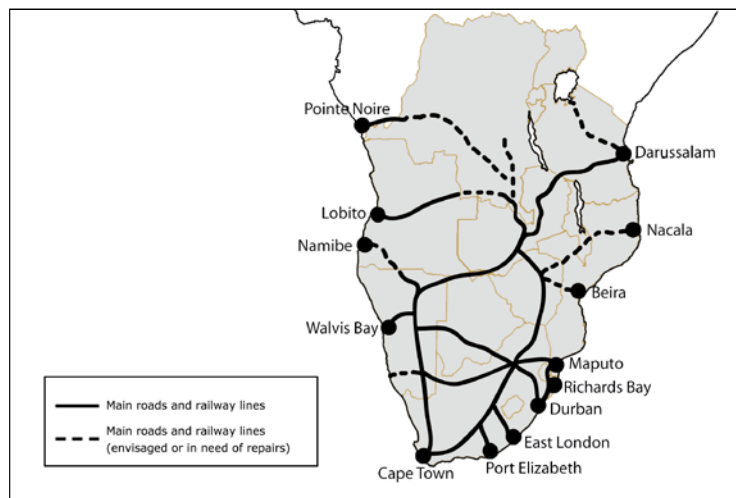 Pointe Noire
Darussalam
Lobito
Nacala
Namibe
Beira
Walvis Bay
Maputo
Richards Bay
Durban
East London
Port Elizabeth
Cape Town
Main roads and railway lines
Main roads and railway lines
(envisaged or in need of repairs)